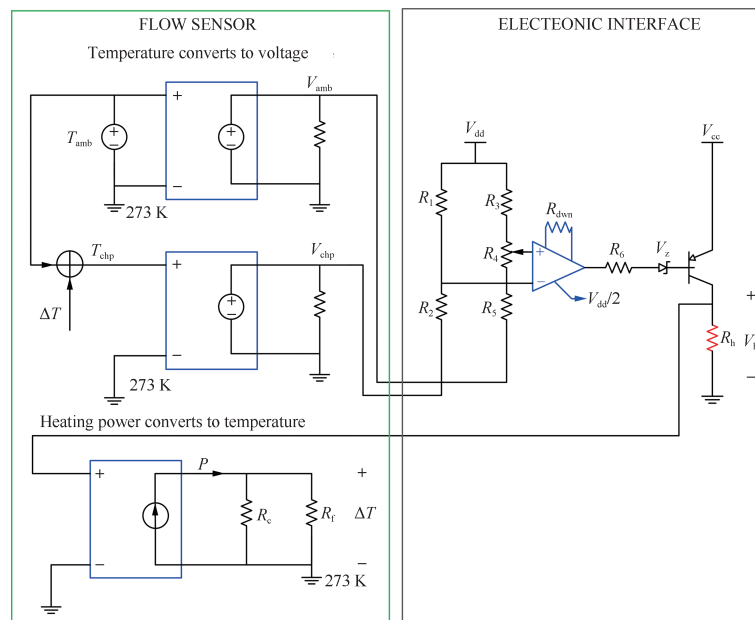 FLOW SENSOR
Temperature converts to voltage
V_amb
T_amb
+
−
+
−
273 K
T_chp
V_chp
ΔT
+
−
+
−
273 K
Heating power converts to temperature
P
+
−
R_c
R_f
+
ΔT
−
273 K
ELECTEONIC INTERFACE
V_dd
V_cc
R_1
R_3
R_dwn
R_4
+
−
R_6
V_z
R_2
R_5
V_dd/2
R_h
+
−